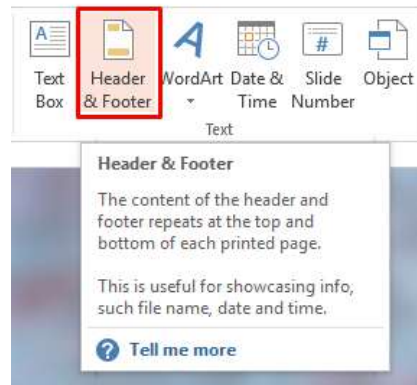 Text Box
Header & Footer
WordArt
Date & Time
Slide Number
Object
Text
Header & Footer
The content of the header and
footer repeats at the top and
bottom of each printed page.
This is useful for showcasing info,
such file name, date and time.
Tell me more